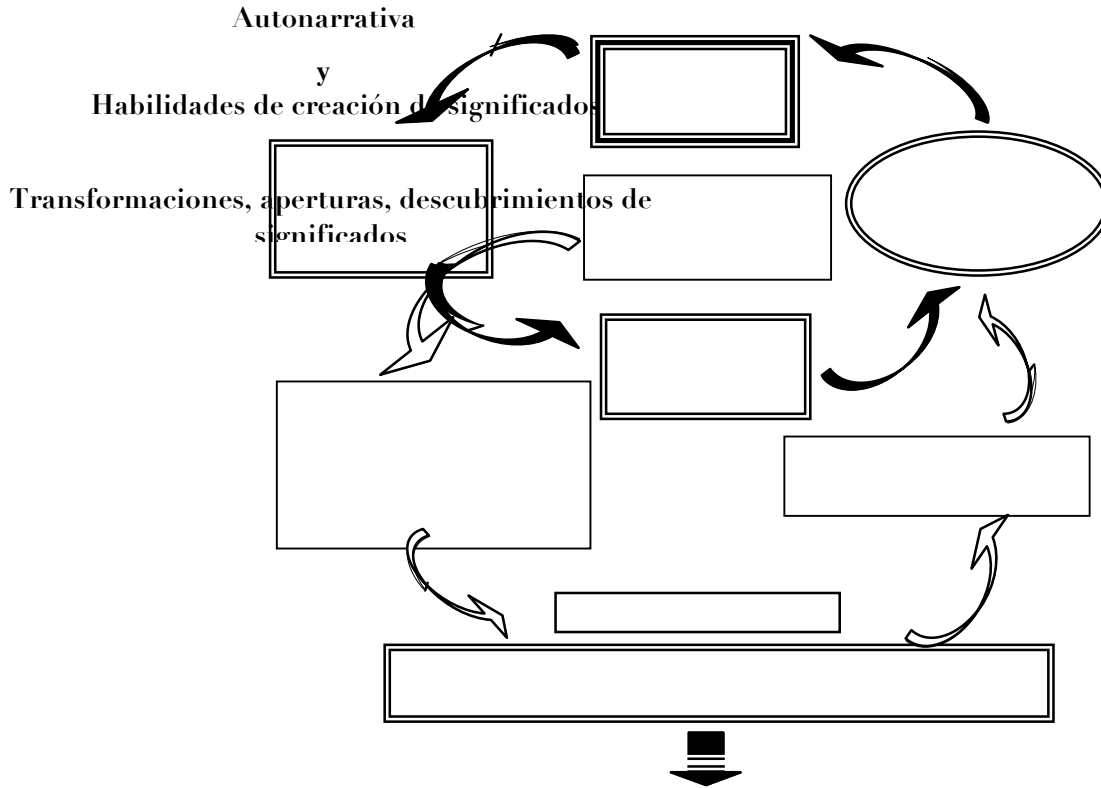 Autonarrativa
y
Habilidades de creación de significados
Transformaciones, aperturas, descubrimientos de
significados